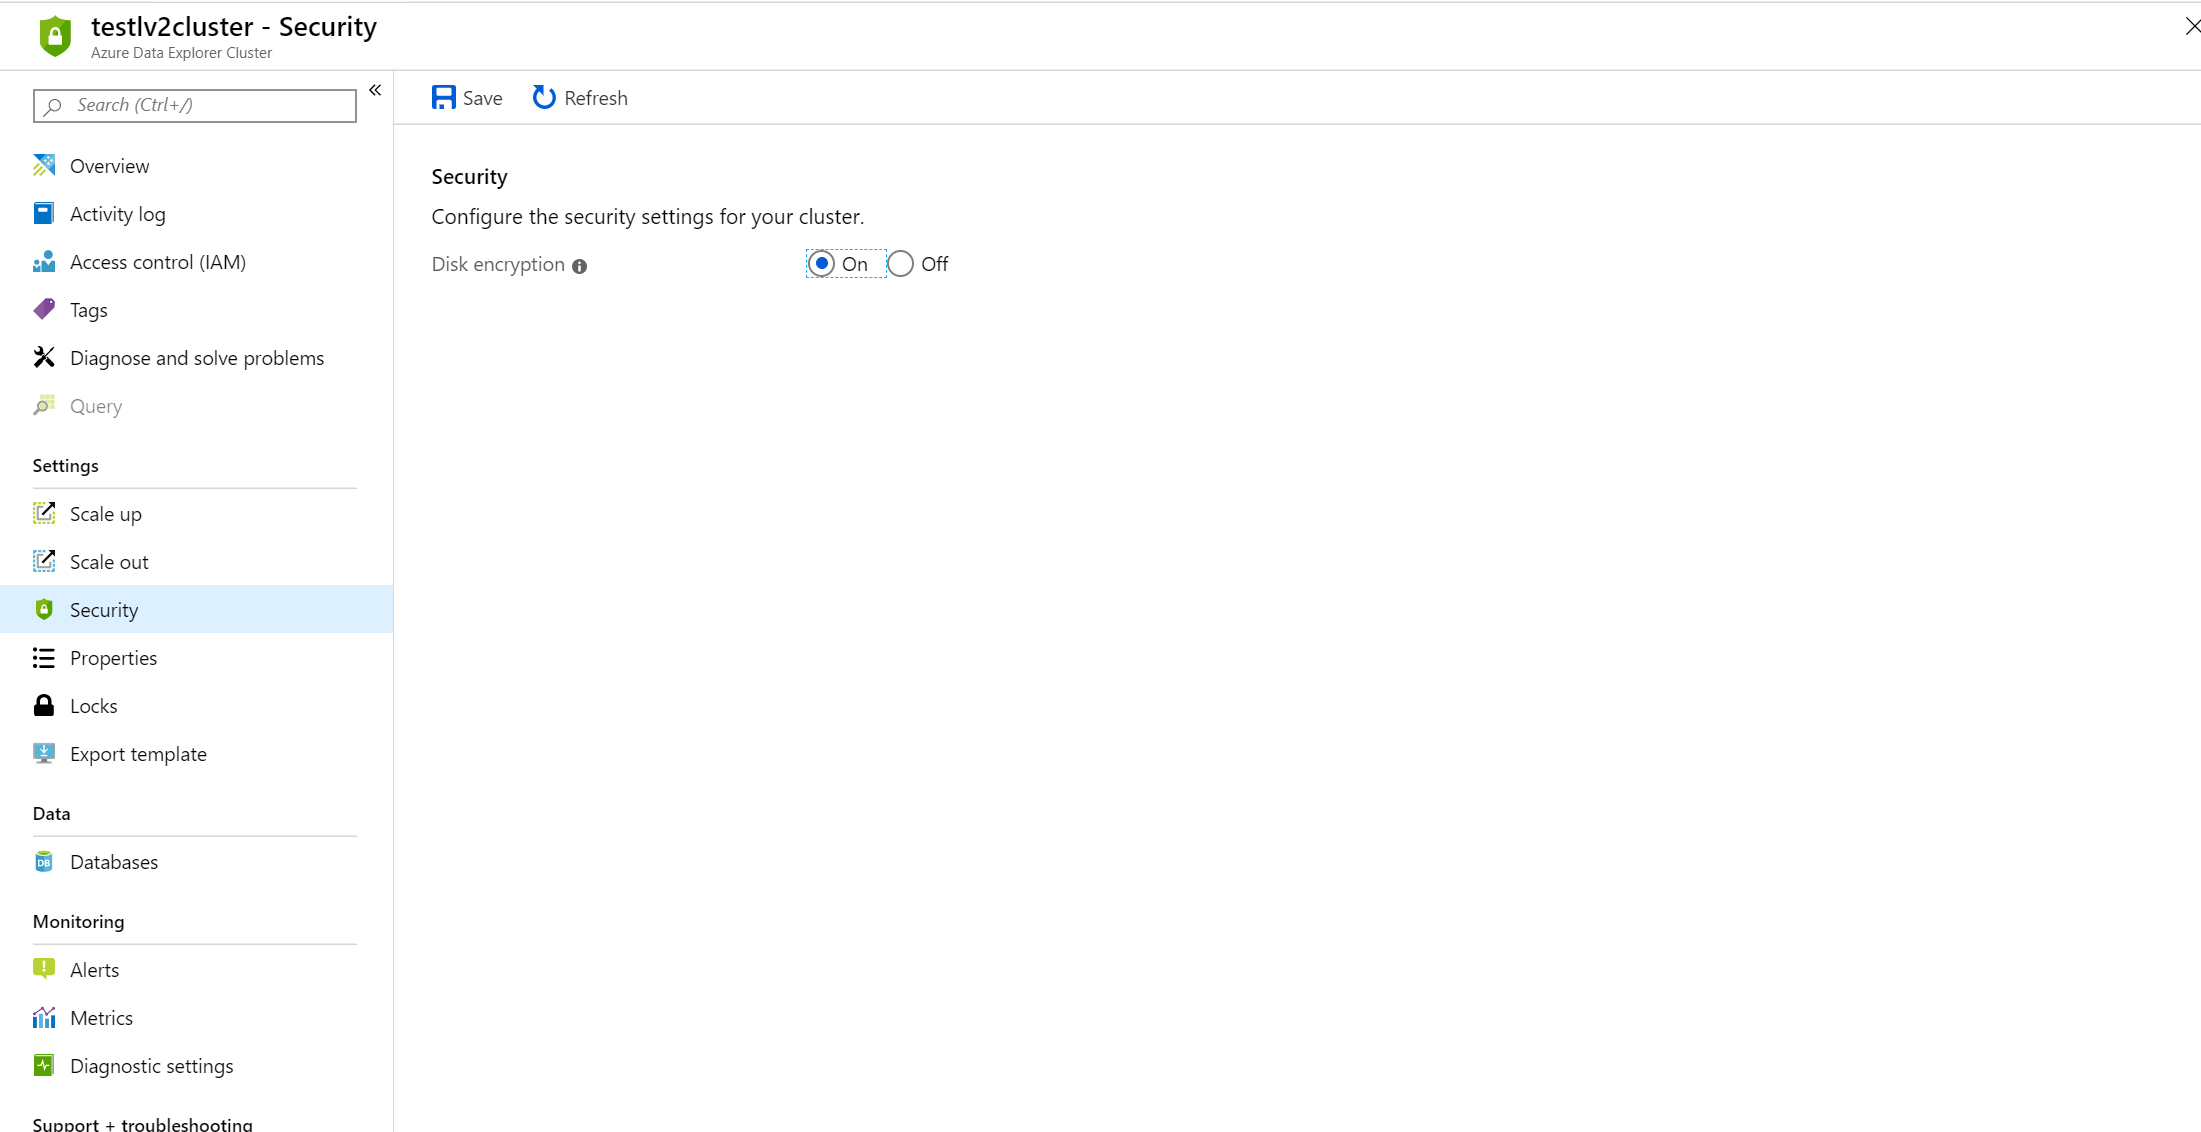 testlv2cluster - Security
Azure Data Explorer Cluster
Search (Ctrl+/)
«
Overview
Activity log
Access control (IAM)
Tags
Diagnose and solve problems
Query
Settings
Scale up
Scale out
Security
Properties
Locks
Export template
Data
DB
Databases
Monitoring
Alerts
Metrics
Diagnostic settings
Support + troubleshooting
Save Refresh
Security
Configure the security settings for your cluster.
Disk encryption On Off